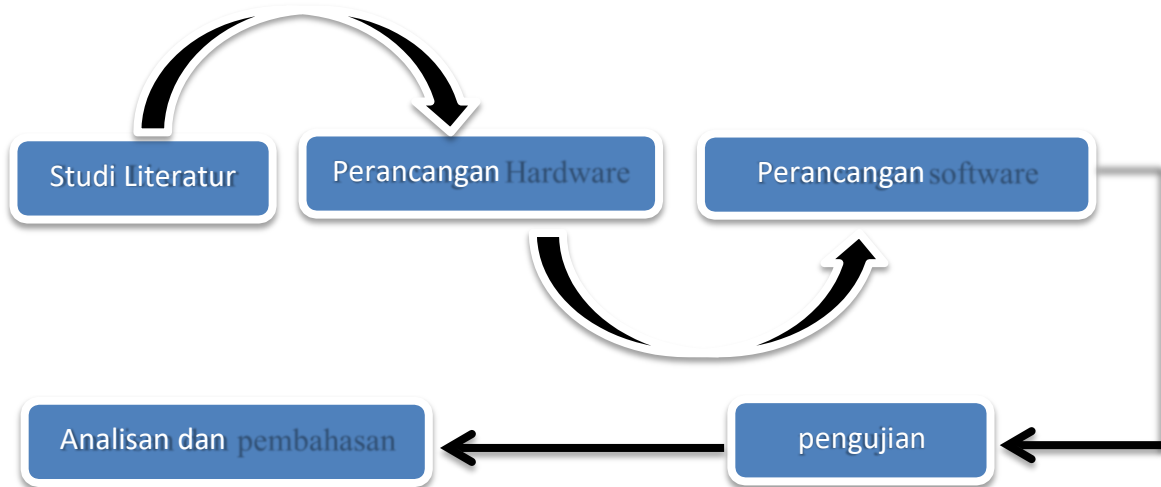 Studi Literatur
Perancangan Hardware
Perancangan software
pengujian
Analisan dan pembahasan